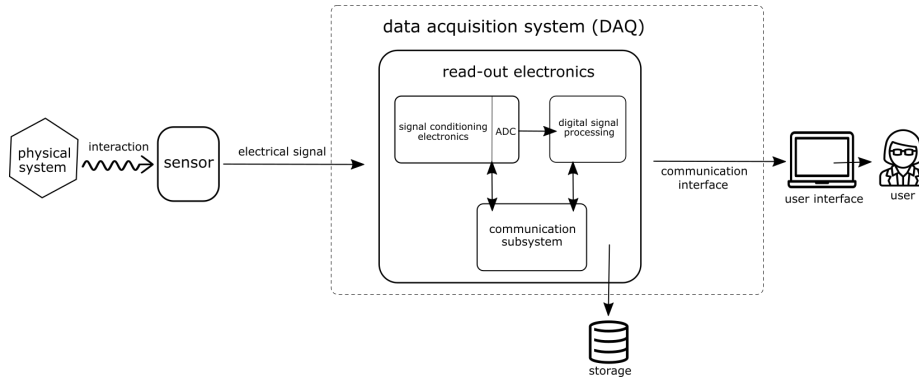 data acquisition system (DAQ)
read-out electronics
signal conditioning
electronics
ADC
digital signal
processing
physical
system
interaction
sensor
electrical signal
communication
interface
user interface
user
communication
subsystem
storage